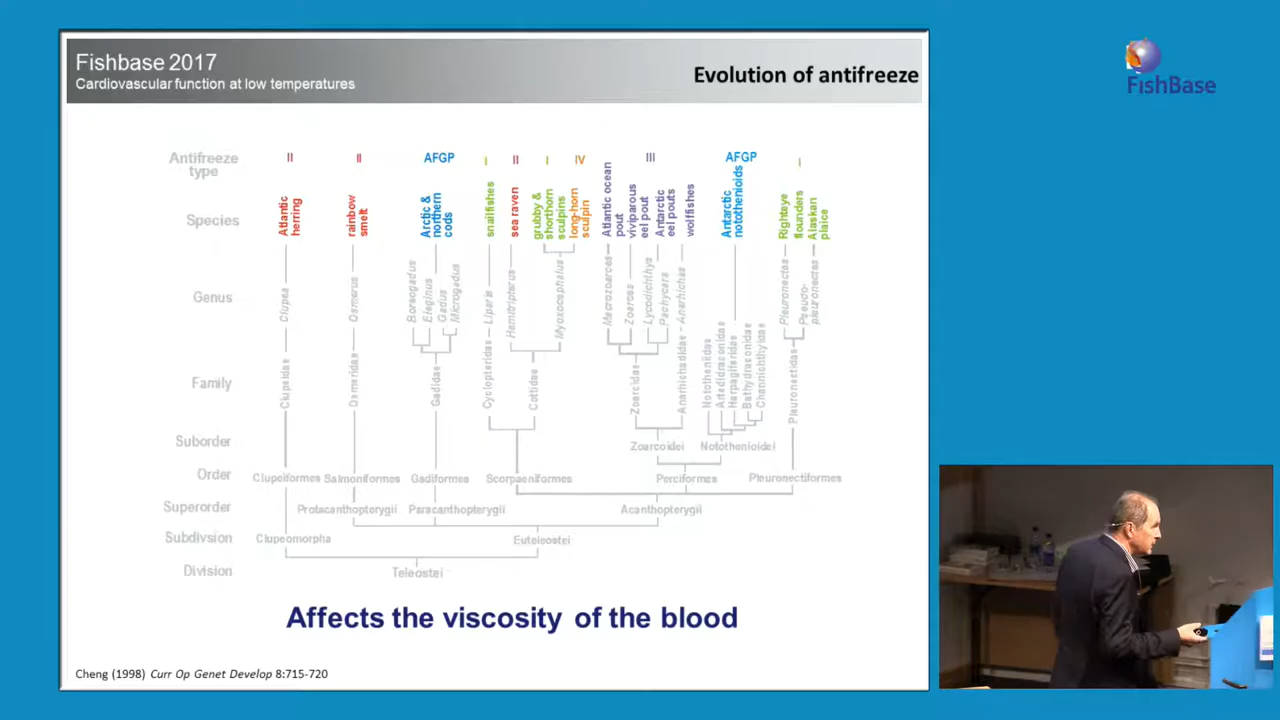 Fishbase 2017
Cardiovascular function at low temperatures
Evolution of antifreeze
FishBase
Antifreeze
type
II
II
AFGP
I
II
I
IV
III
AFGP
I
Species
Atlantic
herring
rainbow
smelt
Arctic &
northern
cods
snailfishes
sea raven
grubby &
shorthorn
sculpins
long-horn
sculpin
Atlantic ocean
pout
viviparous
eel pout
Antarctic
eel pouts
wolffishes
Antarctic
notothenioids
Righteye
flounders
Alaskan
plaice
Genus
Clupea
Osmerus
Boreogadus
Eleginus
Gadus
Microgadus
Liparis
Hemitripterus
Myoxocephalus
Macrozoarces
Zoarces
Lycodichthys
Pachycara
Anarhichas
Pleuronectes
Pseudo-
pleuronectes
Family
Clupeidae
Osmeridae
Gadidae
Cyclopteridae
Cottidae
Zoarcidae
Anarhichadidae
Nototheniidae
Artedidraconidae
Harpagiferidae
Bathydraconidae
Channichthyidae
Pleuronectidae
Suborder
Zoarcoidei
Notothenioidei
Order
Clupeiformes
Salmoniformes
Gadiformes
Scorpaeniformes
Perciformes
Pleuronectiformes
Superorder
Protacanthopterygii
Paracanthopterygii
Acanthopterygii
Subdivsion
Clupeomorpha
Euteleostei
Division
Teleostei
Affects the viscosity of the blood
Cheng (1998) Curr Op Genet Develop 8:715-720